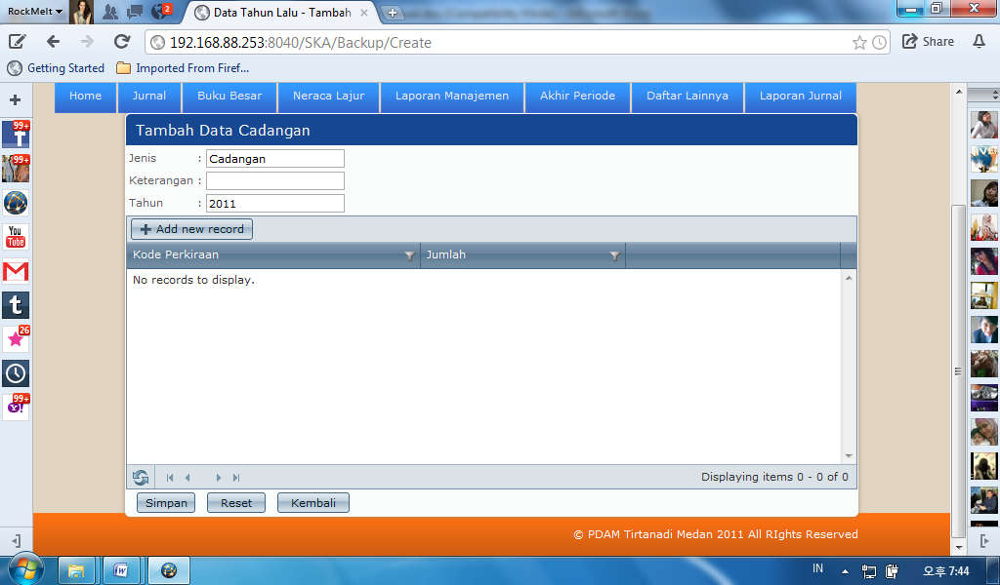 RockMelt
2
Data Tahun Lalu - Tambah
192.168.88.253:8040/SKA/Backup/Create
Share
Getting Started
Imported From Firef...
Home
Jurnal
Buku Besar
Neraca Lajur
Laporan Manajemen
Akhir Periode
Daftar Lainnya
Laporan Jurnal
99+
99+
You
Tube
t
26
99+
Y!
Tambah Data Cadangan
Jenis : Cadangan
Keterangan :
Tahun : 2011
Add new record
Kode Perkiraan
Jumlah
No records to display.
Displaying items 0 - 0 of 0
Simpan
Reset
Kembali
© PDAM Tirtanadi Medan 2011 All RIghts Reserved
IN
오후 7:44